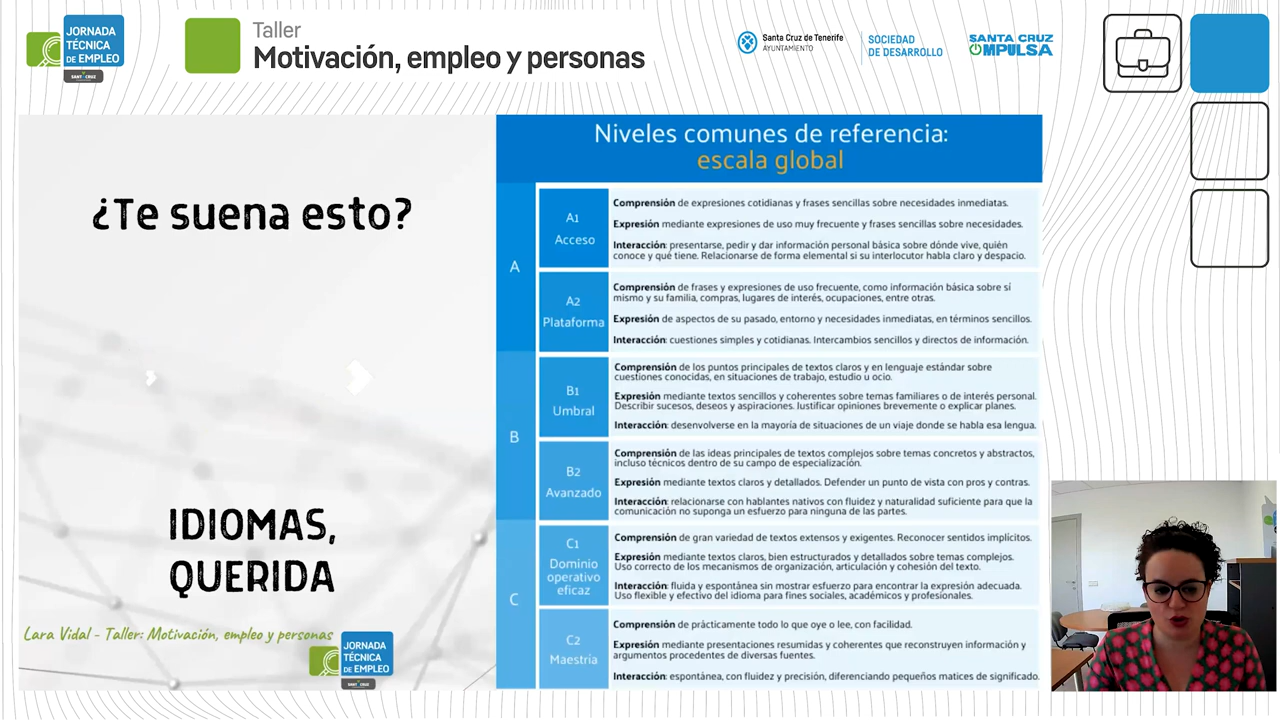 JORNADA
TÉCNICA
DE EMPLEO
SANTA CRUZ
Taller
Motivación, empleo y personas
Santa Cruz de Tenerife
AYUNTAMIENTO
SOCIEDAD
DE DESARROLLO
SANTA CRUZ
IMPULSA
¿Te suena esto?
IDIOMAS,
QUERIDA
Lara Vidal - Taller: Motivación, empleo y personas
JORNADA
TÉCNICA
DE EMPLEO
Niveles comunes de referencia:
escala global
A
A1
Acceso
Comprensión de expresiones cotidianas y frases sencillas sobre necesidades inmediatas.
Expresión mediante expresiones de uso muy frecuente y frases sencillas sobre necesidades.
Interacción: presentarse, pedir y dar información personal básica sobre dónde vive, quién
conoce y qué tiene. Relacionarse de forma elemental si su interlocutor habla claro y despacio.
A2
Plataforma
Comprensión de frases y expresiones de uso frecuente, como información básica sobre sí
mismo y su familia, compras, lugares de interés, ocupaciones, entre otras.
Expresión de aspectos de su pasado, entorno y necesidades inmediatas, en términos sencillos.
Interacción: cuestiones simples y cotidianas. Intercambios sencillos y directos de información.
B
B1
Umbral
Comprensión de los puntos principales de textos claros y en lenguaje estándar sobre
cuestiones conocidas, en situaciones de trabajo, estudio u ocio.
Expresión mediante textos sencillos y coherentes sobre temas familiares o de interés personal.
Describir sucesos, deseos y aspiraciones. Justificar opiniones brevemente o explicar planes.
Interacción: desenvolverse en la mayoría de situaciones de un viaje donde se habla esa lengua.
B2
Avanzado
Comprensión de las ideas principales de textos complejos sobre temas concretos y abstractos,
incluso técnicos dentro de su campo de especialización.
Expresión mediante textos claros y detallados. Defender un punto de vista con pros y contras.
Interacción: relacionarse con hablantes nativos con fluidez y naturalidad suficiente para que la
comunicación no suponga un esfuerzo para ninguna de las partes.
C
C1
Dominio
operativo
eficaz
Comprensión de gran variedad de textos extensos y exigentes. Reconocer sentidos implícitos.
Expresión mediante textos claros, bien estructurados y detallados sobre temas complejos.
Uso correcto de los mecanismos de organización, articulación y cohesión del texto.
Interacción: fluida y espontánea sin mostrar esfuerzo para encontrar la expresión adecuada.
Uso flexible y efectivo del idioma para fines sociales, académicos y profesionales.
C2
Maestría
Comprensión de prácticamente todo lo que oye o lee, con facilidad.
Expresión mediante presentaciones resumidas y coherentes que reconstruyen información y
argumentos procedentes de diversas fuentes.
Interacción: espontánea, con fluidez y precisión, diferenciando pequeños matices de significado.